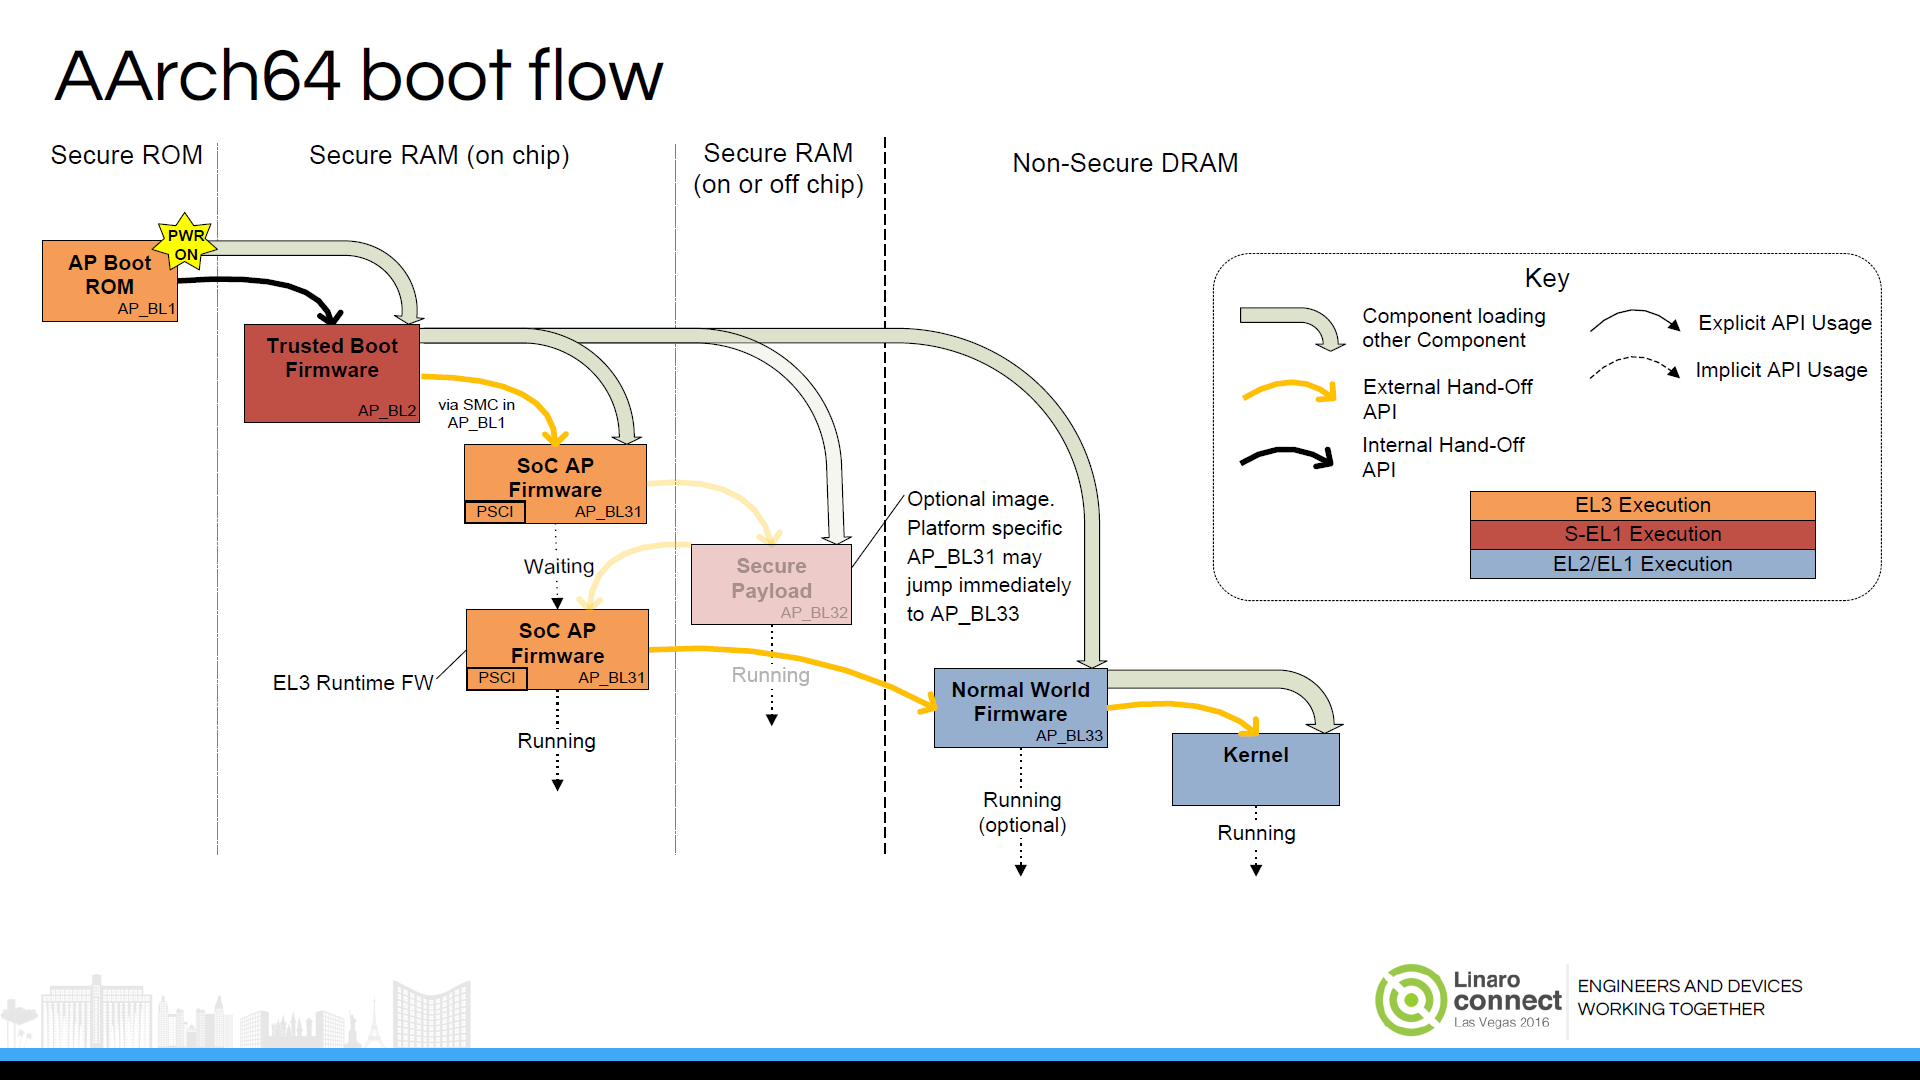 AArch64 boot flow
Secure ROM
Secure RAM (on chip)
Secure RAM
(on or off chip)
Non-Secure DRAM
PWR
ON
AP Boot
ROM
AP_BL1
Trusted Boot
Firmware
AP_BL2
via SMC in
AP_BL1
SoC AP
Firmware
PSCI
AP_BL31
Waiting
SoC AP
Firmware
PSCI
AP_BL31
EL3 Runtime FW
Running
Secure
Payload
AP_BL32
Running
Optional image.
Platform specific
AP_BL31 may
jump immediately
to AP_BL33
Normal World
Firmware
AP_BL33
Running
(optional)
Kernel
Running
Key
Component loading
other Component
External Hand-Off
API
Internal Hand-Off
API
Explicit API Usage
Implicit API Usage
EL3 Execution
S-EL1 Execution
EL2/EL1 Execution
Linaro
connect
Las Vegas 2016
ENGINEERS AND DEVICES
WORKING TOGETHER